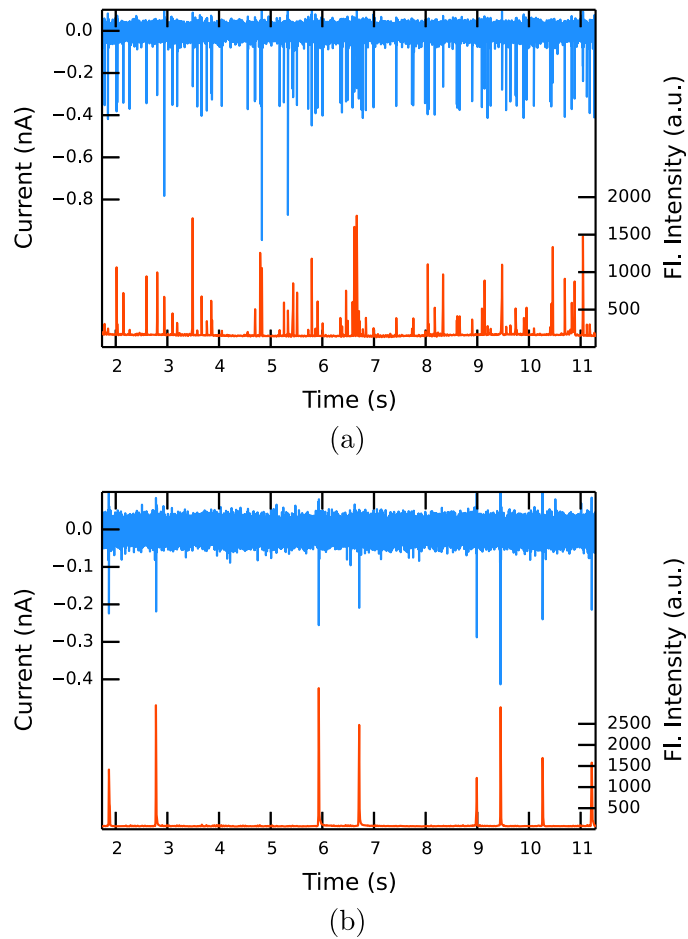 0.0
−0.2
−0.4
−0.6
−0.8
Current (nA)
2000
1500
1000
500
Fl. Intensity (a.u.)
2 3 4 5 6 7 8 9 10 11
Time (s)
(a)
0.0
−0.1
−0.2
−0.3
−0.4
Current (nA)
2500
2000
1500
1000
500
Fl. Intensity (a.u.)
2 3 4 5 6 7 8 9 10 11
Time (s)
(b)